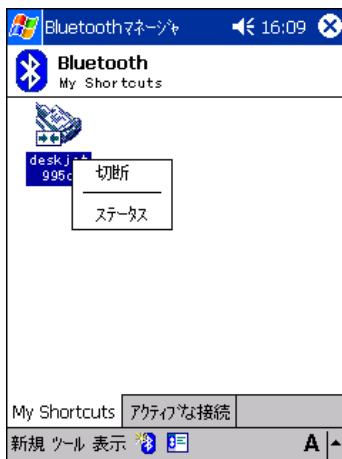 Bluetoothﾏﾈｰｼﾞｬ 16:09
Bluetooth
My Shortcuts
deskj
995c
切断
ステータス
My Shortcuts アクティブな接続
新規 ツール 表示 A